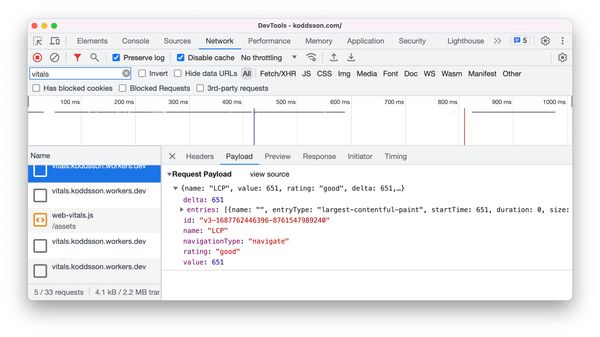 DevTools - koddsson.com/
Elements Console Sources Network Performance Memory Application Security Lighthouse » 5
Preserve log Disable cache No throttling
vitals Invert Hide data URLs All Fetch/XHR JS CSS Img Media Font Doc WS Wasm Manifest Other
Has blocked cookies Blocked Requests 3rd-party requests
100 ms 200 ms 300 ms 400 ms 500 ms 600 ms 700 ms 800 ms 900 ms 1000 ms
Name
Headers Payload Preview Response Initiator Timing
vitals.koddsson.workers.dev
vitals.koddsson.workers.dev
web-vitals.js
/assets
vitals.koddsson.workers.dev
vitals.koddsson.workers.dev
5 / 33 requests 4.1 kB / 2.2 MB tran
Request Payload view source
{name: "LCP", value: 651, rating: "good", delta: 651,…}
delta: 651
entries: [{name: "", entryType: "largest-contentful-paint", startTime: 651, duration: 0, size:
id: "v3-1687762446396-8761547989240"
name: "LCP"
navigationType: "navigate"
rating: "good"
value: 651